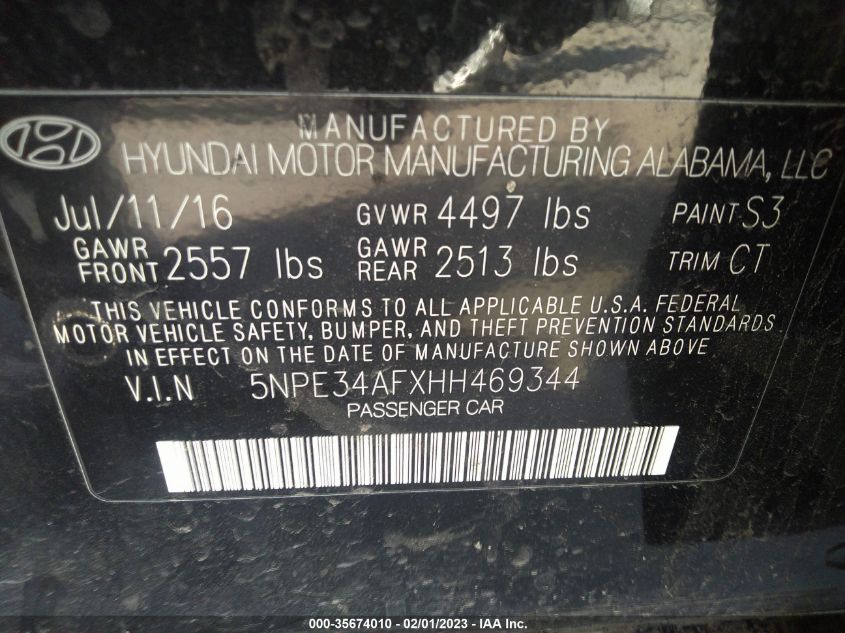 MANUFACTURED BY
HYUNDAI MOTOR MANUFACTURING ALABAMA, LLC
Jul/11/16 GVWR 4497 lbs PAINT S3
GAWR FRONT 2557 lbs GAWR REAR 2513 lbs TRIM CT
THIS VEHICLE CONFORMS TO ALL APPLICABLE U.S.A. FEDERAL
MOTOR VEHICLE SAFETY, BUMPER, AND THEFT PREVENTION STANDARDS
IN EFFECT ON THE DATE OF MANUFACTURE SHOWN ABOVE
V.I.N 5NPE34AFXHH469344
PASSENGER CAR
000-35674010 - 02/01/2023 - IAA Inc.